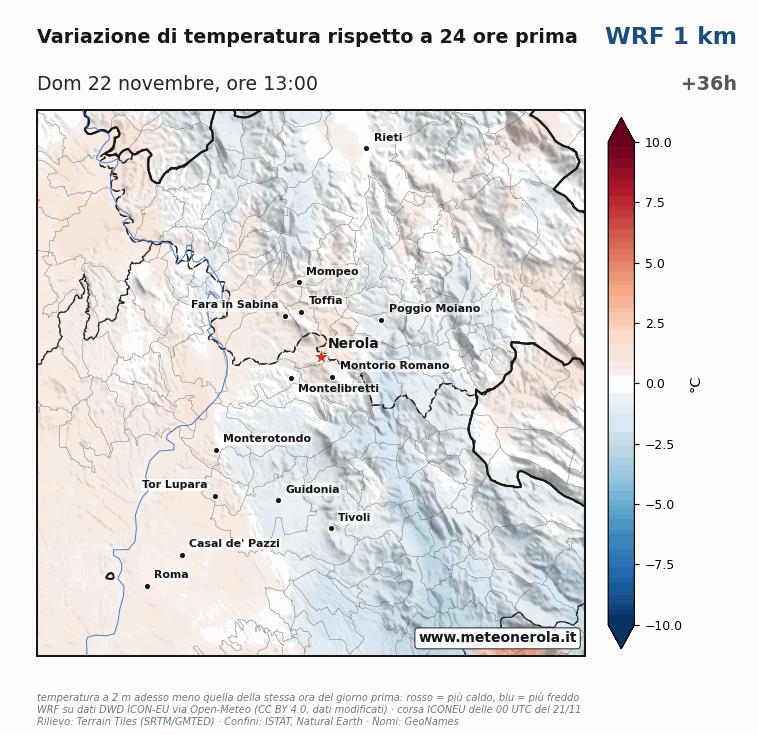 Variazione di temperatura rispetto a 24 ore prima
WRF 1 km
Dom 22 novembre, ore 13:00
+36h
Rieti
Mompeo
Fara in Sabina
Toffia
Poggio Moiano
Nerola
Montorio Romano
Montelibretti
Monterotondo
Tor Lupara
Guidonia
Tivoli
Casal de' Pazzi
Roma
www.meteonerola.it
10.0
7.5
5.0
2.5
0.0
−2.5
−5.0
−7.5
−10.0
°C
temperatura a 2 m adesso meno quella della stessa ora del giorno prima: rosso = più caldo, blu = più freddo
WRF su dati DWD ICON-EU via Open-Meteo (CC BY 4.0, dati modificati) · corsa ICONEU delle 00 UTC del 21/11
Rilievo: Terrain Tiles (SRTM/GMTED) · Confini: ISTAT, Natural Earth · Nomi: GeoNames